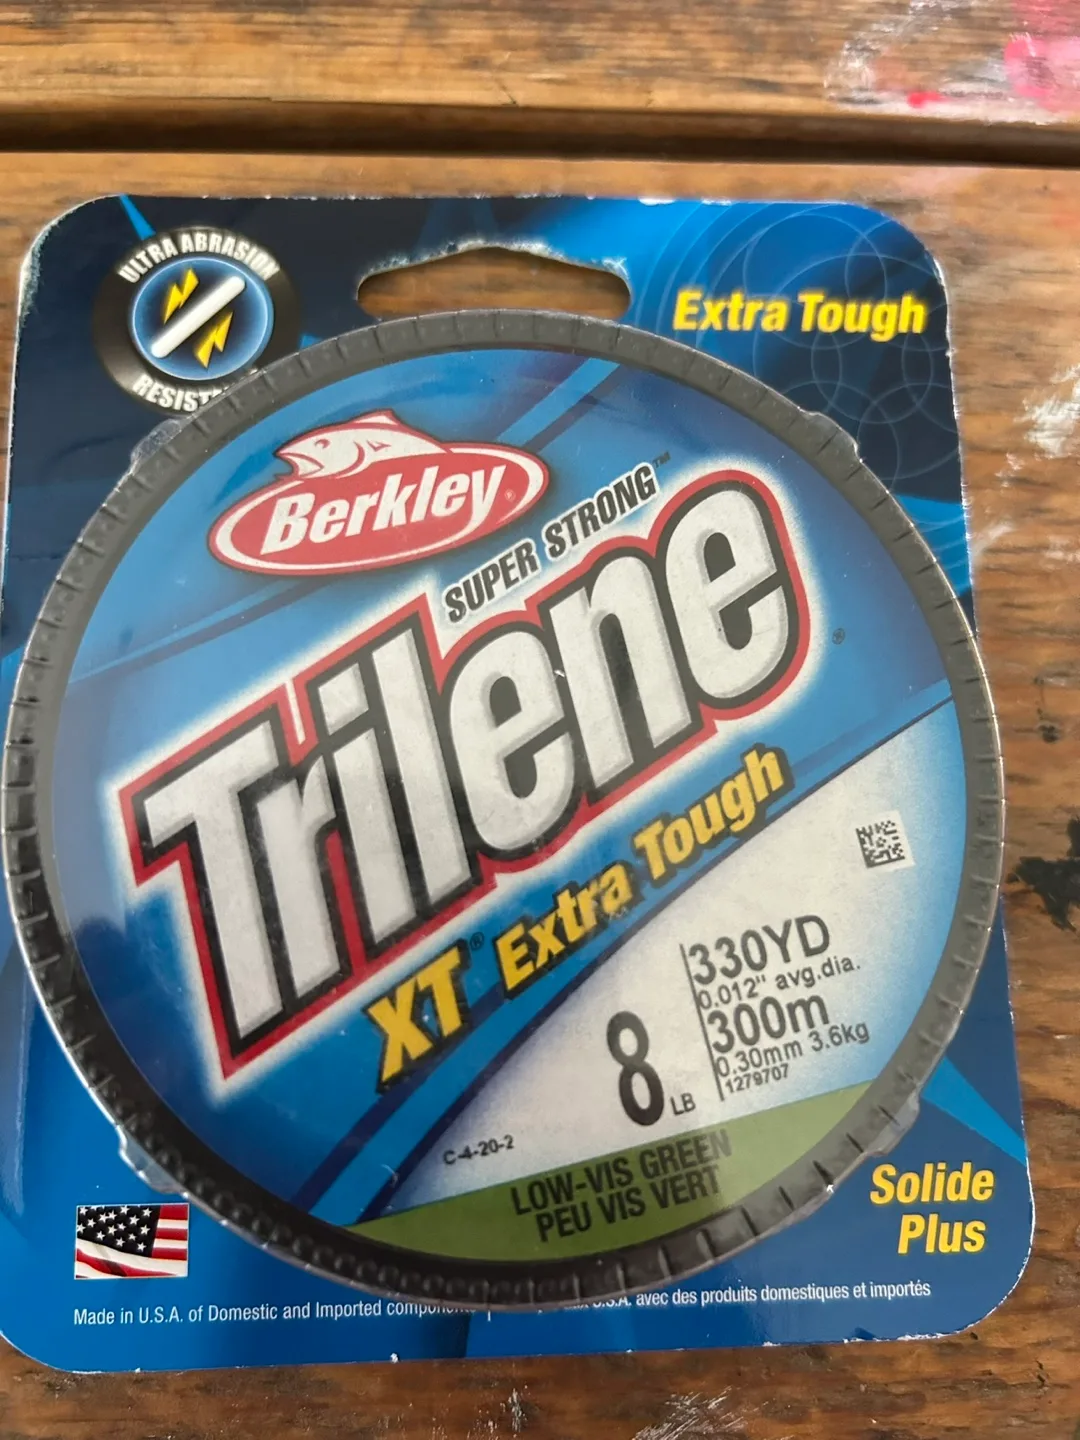 ULTRA ABRASION
RESIST
Extra Tough
Berkley
SUPER STRONG™
Trilene®
XT® Extra Tough
330YD
0.012" avg.dia.
300m
0.30mm 3.6kg
1279707
8 LB
C-4-20-2
LOW-VIS GREEN
PEU VIS VERT
Solide
Plus
Made in U.S.A. of Domestic and Imported
U.S.A. avec des produits domestiques et importés